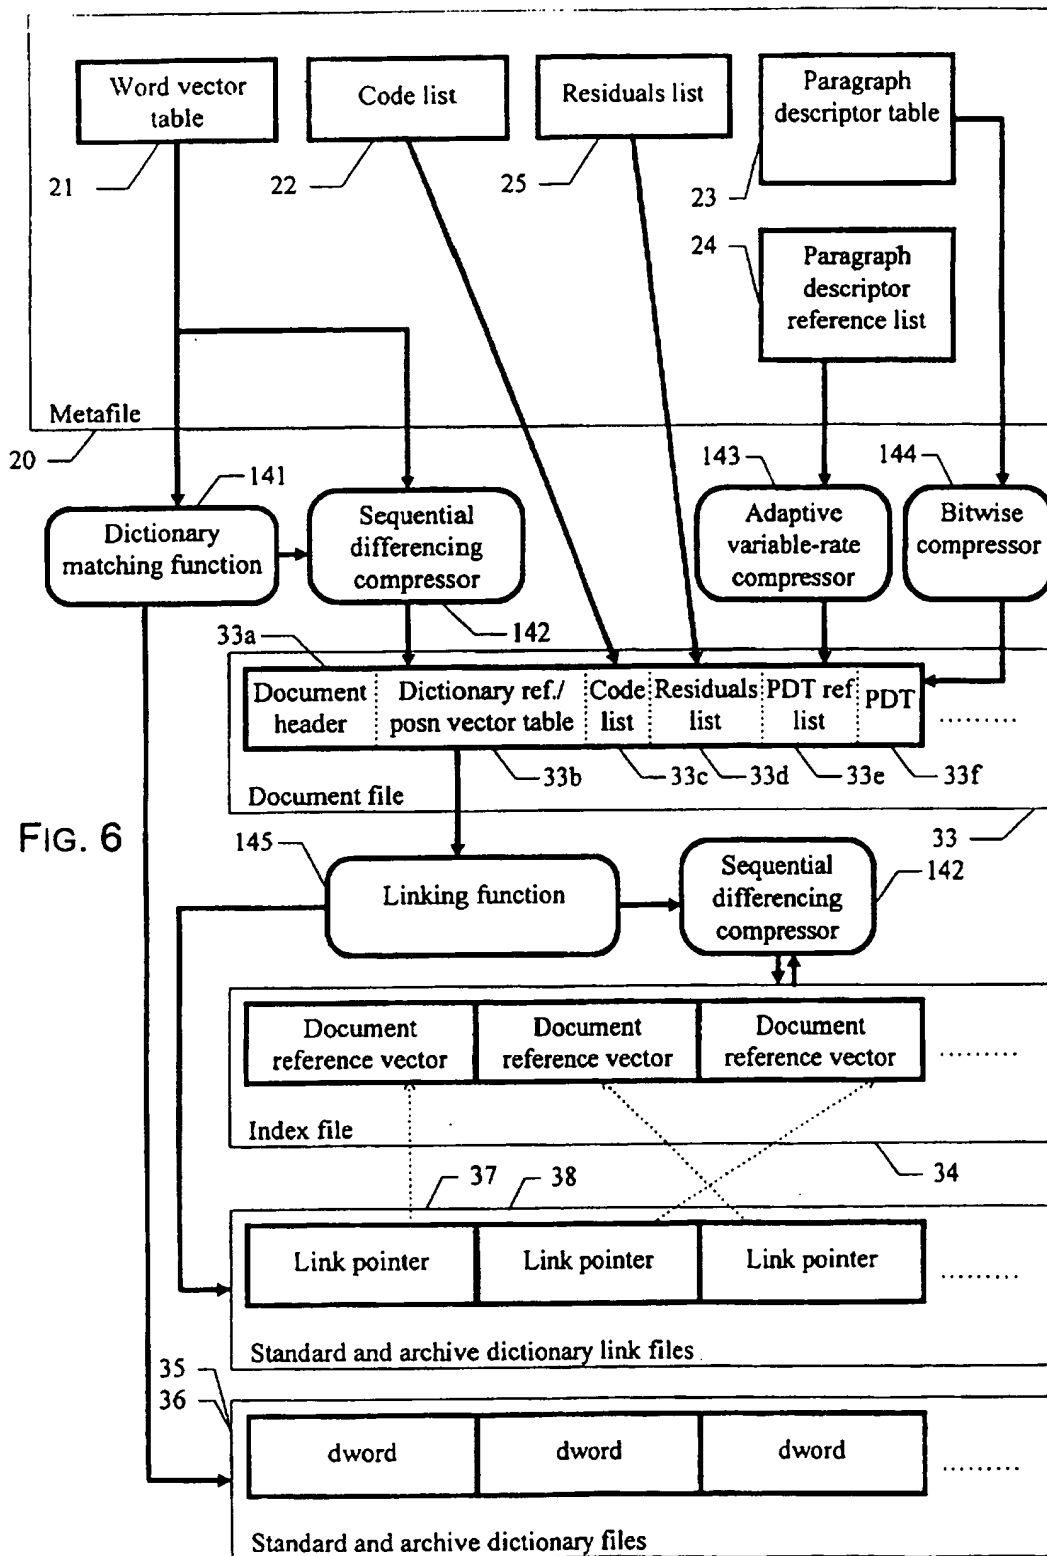 Word vector
table
Code list
Residuals list
Paragraph
descriptor table
21
22
25
23
24
Paragraph
descriptor
reference list
Metafile
20
141
143
144
Dictionary
matching function
Sequential
differencing
compressor
Adaptive
variable-rate
compressor
Bitwise
compressor
142
33a
Document
header
Dictionary ref./
posn vector table
Code
list
Residuals
list
PDT ref
list
PDT
.........
33b
33c
33d
33e
33f
Document file
33
FIG. 6
145
Linking function
Sequential
differencing
compressor
142
Document
reference vector
Document
reference vector
Document
reference vector
.........
Index file
34
37
38
Link pointer
Link pointer
Link pointer
.........
Standard and archive dictionary link files
35
36
dword
dword
dword
.........
Standard and archive dictionary files